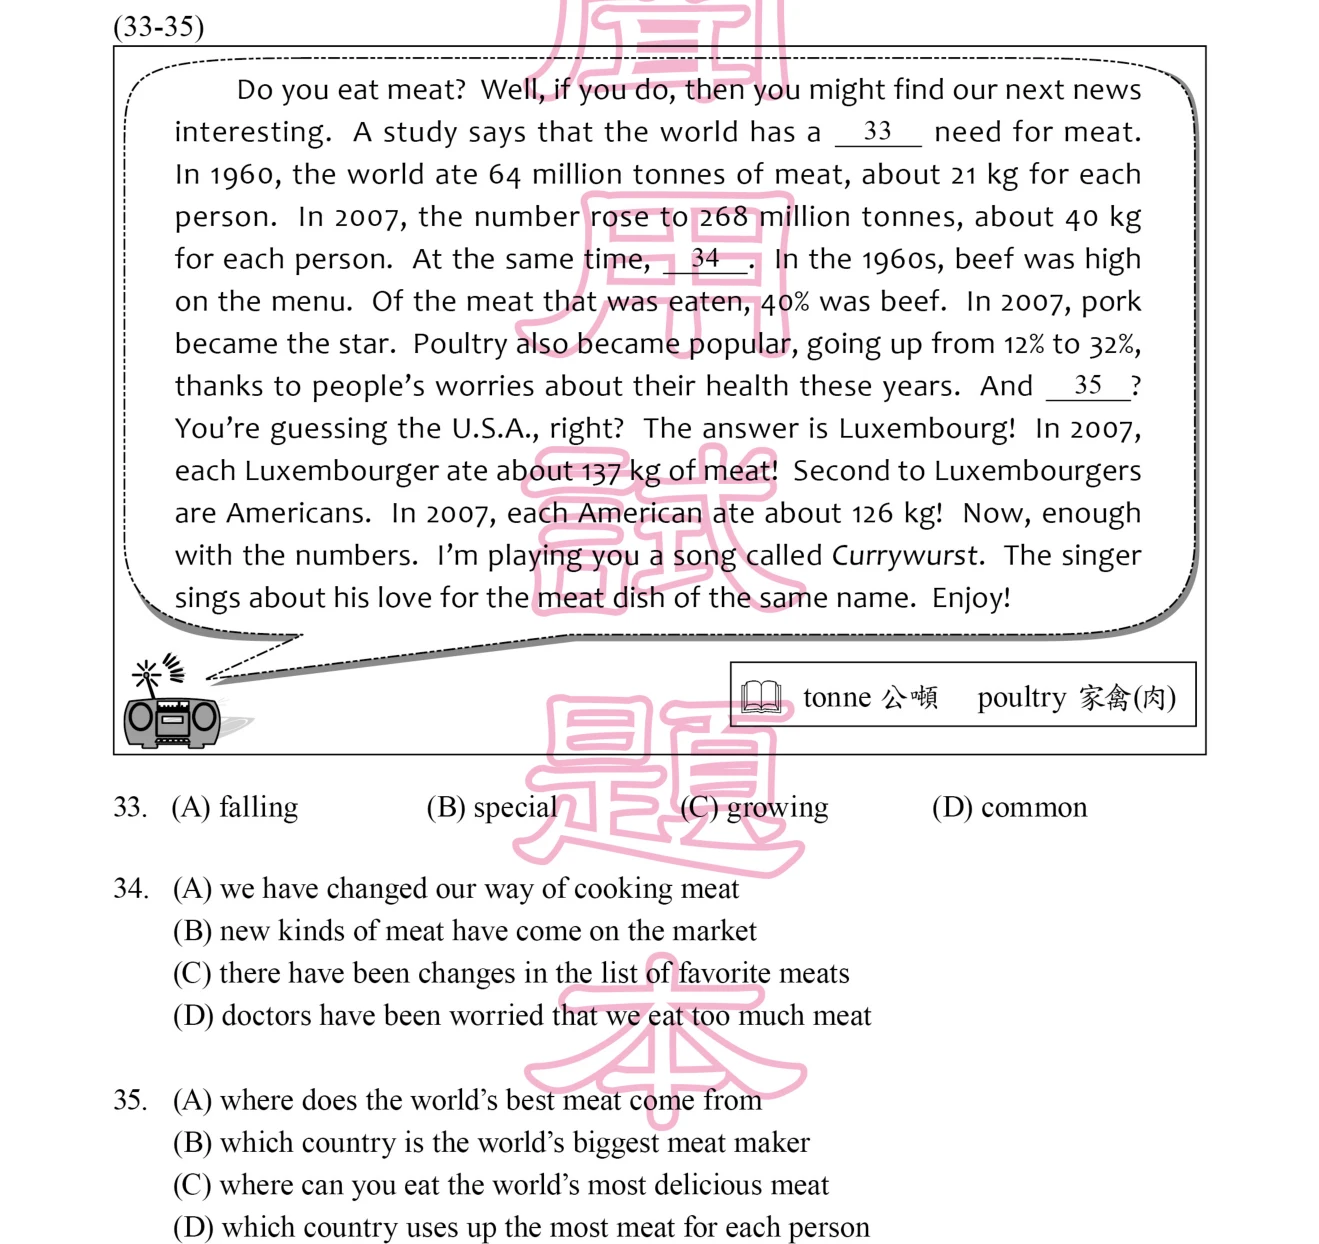 (33-35)
Do you eat meat? Well, if you do, then you might find our next news
interesting. A study says that the world has a 33 need for meat.
In 1960, the world ate 64 million tonnes of meat, about 21 kg for each
person. In 2007, the number rose to 268 million tonnes, about 40 kg
for each person. At the same time, 34 . In the 1960s, beef was high
on the menu. Of the meat that was eaten, 40% was beef. In 2007, pork
became the star. Poultry also became popular, going up from 12% to 32%,
thanks to people's worries about their health these years. And 35 ?
You're guessing the U.S.A., right? The answer is Luxembourg! In 2007,
each Luxembourger ate about 137 kg of meat! Second to Luxembourgers
are Americans. In 2007, each American ate about 126 kg! Now, enough
with the numbers. I'm playing you a song called Currywurst. The singer
sings about his love for the meat dish of the same name. Enjoy!
tonne 公噸 poultry 家禽(肉)
33. (A) falling (B) special (C) growing (D) common
34. (A) we have changed our way of cooking meat
(B) new kinds of meat have come on the market
(C) there have been changes in the list of favorite meats
(D) doctors have been worried that we eat too much meat
35. (A) where does the world's best meat come from
(B) which country is the world's biggest meat maker
(C) where can you eat the world's most delicious meat
(D) which country uses up the most meat for each person
用
試
題
本